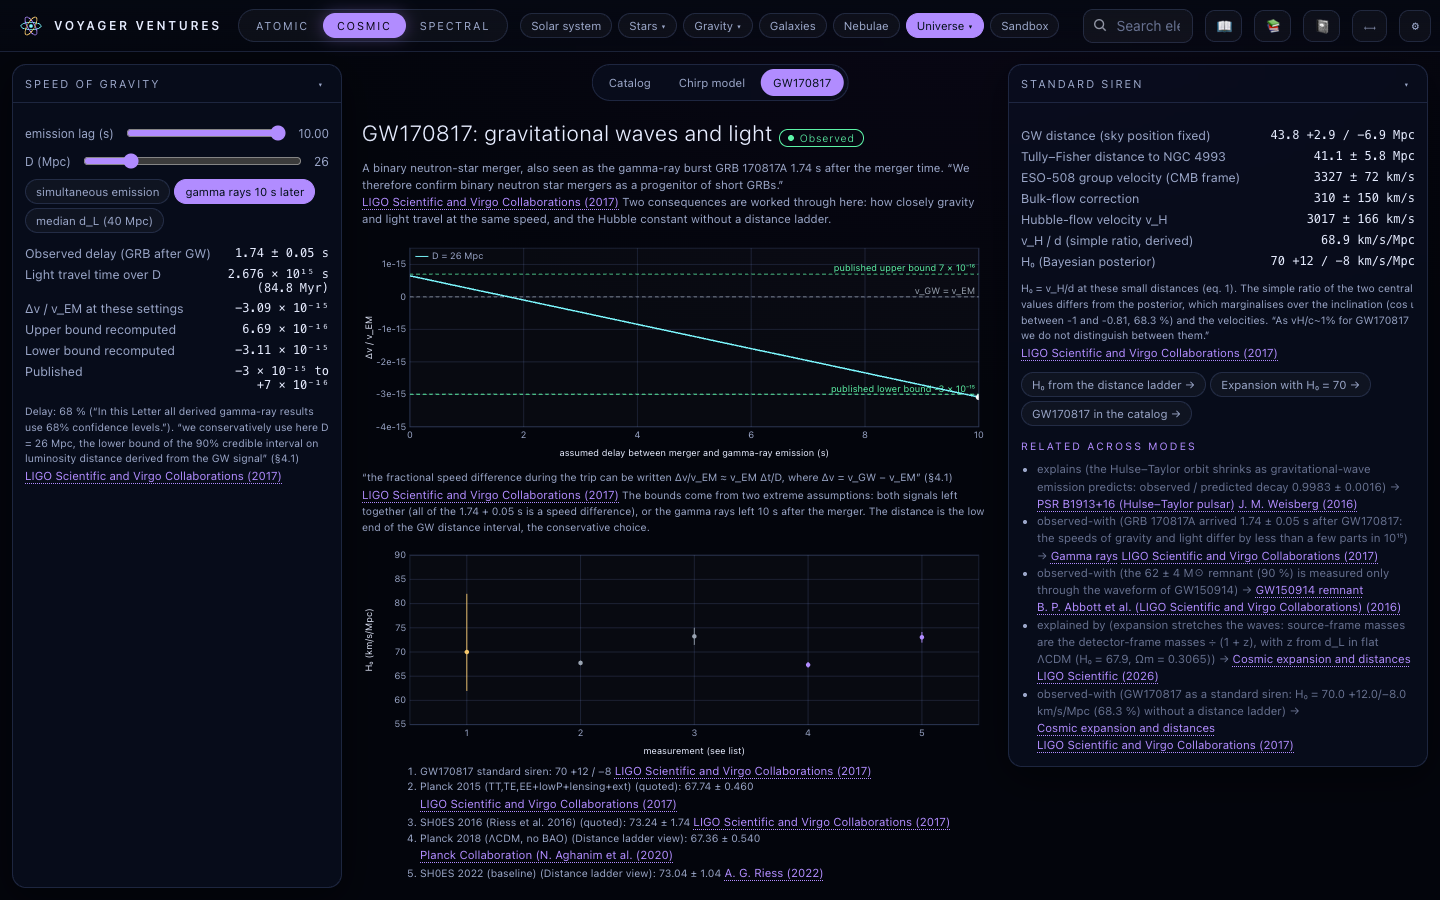 VOYAGER VENTURES
ATOMIC COSMIC SPECTRAL
Solar system Stars ▾ Gravity ▾ Galaxies Nebulae Universe ▾ Sandbox
Search ele
SPEED OF GRAVITY ▾
emission lag (s) 10.00
D (Mpc) 26
simultaneous emission gamma rays 10 s later
median d_L (40 Mpc)
Observed delay (GRB after GW) 1.74 ± 0.05 s
Light travel time over D 2.676 × 10¹⁵ s
(84.8 Myr)
Δv / v_EM at these settings −3.09 × 10⁻¹⁵
Upper bound recomputed 6.69 × 10⁻¹⁶
Lower bound recomputed −3.11 × 10⁻¹⁵
Published −3 × 10⁻¹⁵ to
+7 × 10⁻¹⁶
Delay: 68 % (“In this Letter all derived gamma-ray results
use 68% confidence levels.”). “we conservatively use D
= 26 Mpc, the lower bound of the 90% credible interval on
luminosity distance derived from the GW signal” (§4.1)
LIGO Scientific and Virgo Collaborations (2017)
Catalog Chirp model GW170817
GW170817: gravitational waves and light ● Observed
A binary neutron-star merger, also seen as the gamma-ray burst GRB 170817A 1.74 s after the merger time. “We
therefore confirm binary neutron star mergers as a progenitor of short GRBs.”
LIGO Scientific and Virgo Collaborations (2017) Two consequences are worked through here: how closely gravity
and light travel at the same speed, and the Hubble constant without a distance ladder.
D = 26 Mpc
published upper bound 7 × 10⁻¹⁶
v_GW = v_EM
published lower bound −3 × 10⁻¹⁵
1e-15
0
-1e-15
-2e-15
-3e-15
-4e-15
Δv / v_EM
0 2 4 6 8 10
assumed delay between merger and gamma-ray emission (s)
“the fractional speed difference during the trip can be written Δv/v_EM ≈ v_EM Δt/D, where Δv = v_GW − v_EM” (§4.1)
LIGO Scientific and Virgo Collaborations (2017) The bounds come from two extreme assumptions: both signals left
together (all of the 1.74 + 0.05 s is a speed difference), or the gamma rays left 10 s after the merger. The distance is the low
end of the GW distance interval, the conservative choice.
90
85
80
75
70
65
60
55
H₀ (km/s/Mpc)
1 2 3 4 5
measurement (see list)
1. GW170817 standard siren: 70 +12 / −8 LIGO Scientific and Virgo Collaborations (2017)
2. Planck 2015 (TT,TE,EE+lowP+lensing+ext) (quoted): 67.74 ± 0.460
LIGO Scientific and Virgo Collaborations (2017)
3. SH0ES 2016 (Riess et al. 2016) (quoted): 73.24 ± 1.74 LIGO Scientific and Virgo Collaborations (2017)
4. Planck 2018 (ΛCDM, no BAO) (Distance ladder view): 67.36 ± 0.540
Planck Collaboration (N. Aghanim et al. (2020)
5. SH0ES 2022 (baseline) (Distance ladder view): 73.04 ± 1.04 A. G. Riess (2022)
STANDARD SIREN ▾
GW distance (sky position fixed) 43.8 +2.9 / −6.9 Mpc
Tully–Fisher distance to NGC 4993 41.1 ± 5.8 Mpc
ESO-508 group velocity (CMB frame) 3327 ± 72 km/s
Bulk-flow correction 310 ± 150 km/s
Hubble-flow velocity v_H 3017 ± 166 km/s
v_H / d (simple ratio, derived) 68.9 km/s/Mpc
H₀ (Bayesian posterior) 70 +12 / −8 km/s/Mpc
H₀ = v_H/d at these small distances (eq. 1). The simple ratio of the two central
values differs from the posterior, which marginalises over the inclination (cos ι
between -1 and -0.81, 68.3 %) and the velocities. “As vH/c~1% for GW170817
we do not distinguish between them.”
LIGO Scientific and Virgo Collaborations (2017)
H₀ from the distance ladder → Expansion with H₀ = 70 →
GW170817 in the catalog →
RELATED ACROSS MODES
• explains (the Hulse–Taylor orbit shrinks as gravitational-wave
emission predicts: observed / predicted decay 0.9983 ± 0.0016) →
PSR B1913+16 (Hulse–Taylor pulsar) J. M. Weisberg (2016)
• observed-with (GRB 170817A arrived 1.74 ± 0.05 s after GW170817:
the speeds of gravity and light differ by less than a few parts in 10¹⁵)
→ Gamma rays LIGO Scientific and Virgo Collaborations (2017)
• observed-with (the 62 ± 4 M☉ remnant (90 %) is measured only
through the waveform of GW150914) → GW150914 remnant
B. P. Abbott et al. (LIGO Scientific and Virgo Collaborations) (2016)
• explained by (expansion stretches the waves: source-frame masses
are the detector-frame masses ÷ (1 + z), with z from d_L in flat
ΛCDM (H₀ = 67.9, Ωm = 0.3065)) → Cosmic expansion and distances
LIGO Scientific (2026)
• observed-with (GW170817 as a standard siren: H₀ = 70.0 +12.0/−8.0
km/s/Mpc (68.3 %) without a distance ladder) →
Cosmic expansion and distances
LIGO Scientific and Virgo Collaborations (2017)